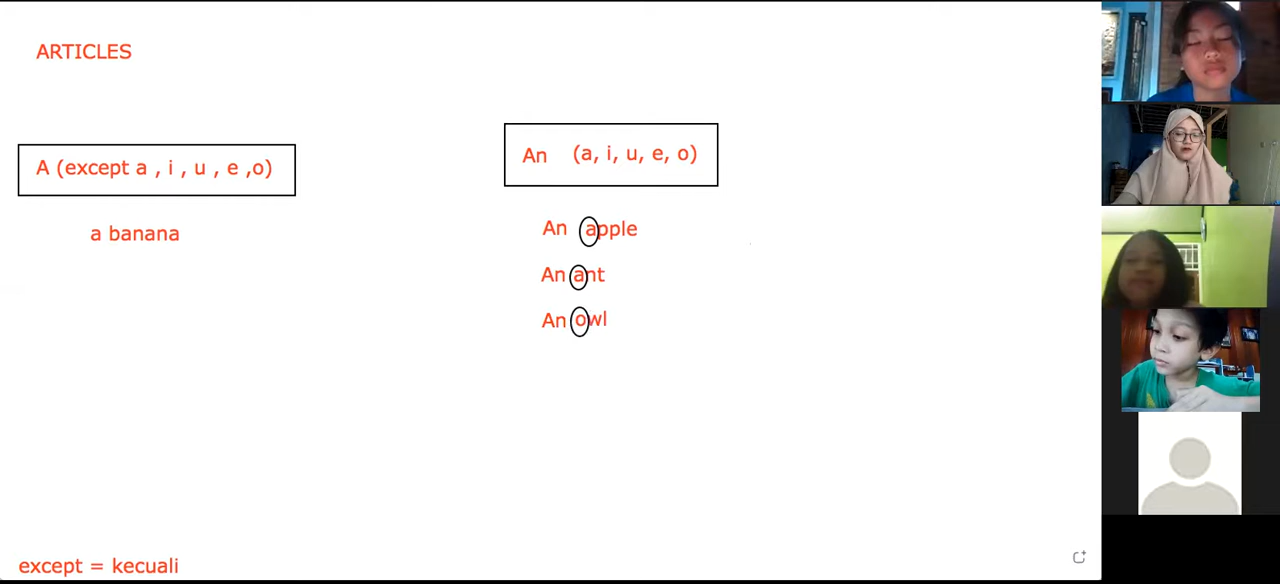 ARTICLES
A (except a , i , u , e ,o)
a banana
An (a, i, u, e, o)
An apple
An ant
An owl
except = kecuali